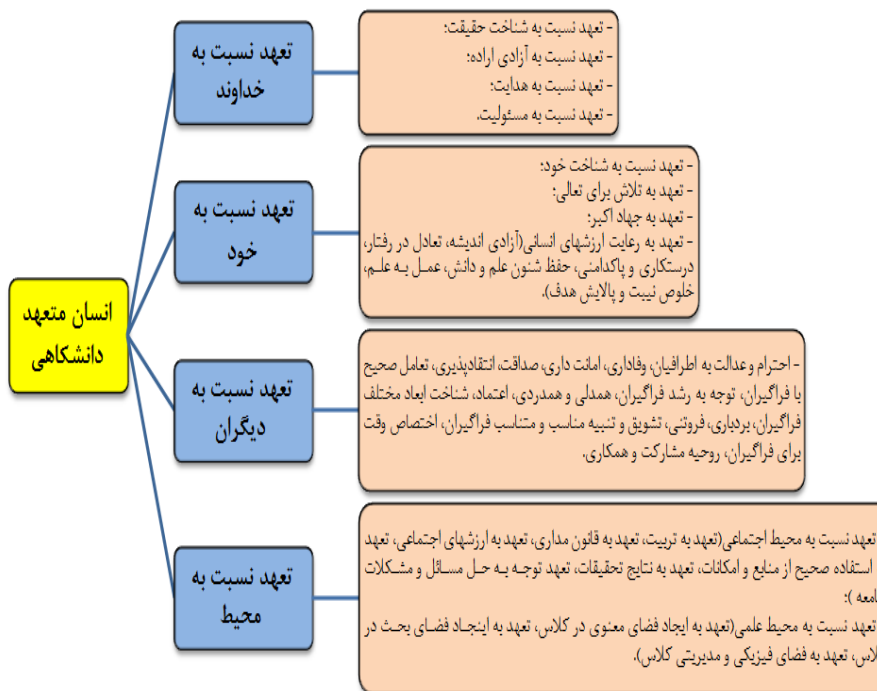 انسان متعهد
دانشکاهی
تعهد نسبت به
خداوند
- تعهد نسبت به شناخت حقیقت؛
- تعهد نسبت به آزادی اراده؛
- تعهد نسبت به هدایت؛
- تعهد نسبت به مسئولیت.
تعهد نسبت به
خود
- تعهد نسبت به شناخت خود؛
- تعهد به تلاش برای تعالی؛
- تعهد به جهاد اکبر؛
- تعهد به رعایت ارزشهای انسانی(آزادی اندیشه، تعادل در رفتار،
درستکاری و پاکدامنی، حفظ شئون علم و دانش، عمل به علم،
خلوص نیبت و پالایش هدف).
تعهد نسبت به
دیگران
- احترام و عدالت به اطرافیان، وفاداری، امانت داری، صداقت، انتقادپذیری، تعامل صحیح
با فراگیران، توجه به رشد فراگیران، همدلی و همدردی، اعتماد، شناخت ابعاد مختلف
فراگیران، بردباری، فروتنی، تشویق و تنبیه مناسب و متناسب فراگیران، اختصاص وقت
برای فراگیران، روحیه مشارکت و همکاری.
تعهد نسبت به
محیط
تعهد نسبت به محیط اجتماعی(تعهد به تربیت، تعهد به قانون مداری، تعهد به ارزشهای اجتماعی، تعهد
استفاده صحیح از منابع و امکانات، تعهد به نتایج تحقیقات، تعهد توجه به حل مسائل و مشکلات
امعه )؛
تعهد نسبت به محیط علمی(تعهد به ایجاد فضای معنوی در کلاس، تعهد به اینجاد فضای بحث در
لاس، تعهد به فضای فیزیکی و مدیریتی کلاس).